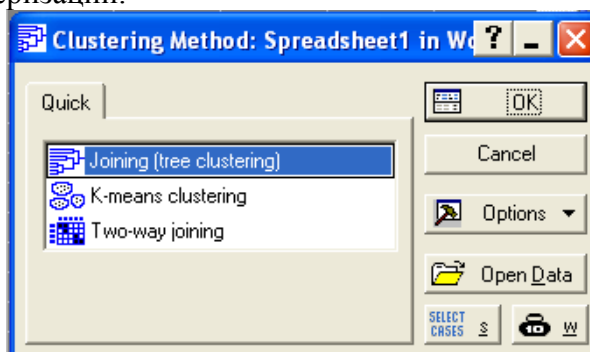 еризации.
Clustering Method: Spreadsheet1 in Wo
Quick
OK
Joining (tree clustering)
Cancel
K-means clustering
Two-way joining
Options
Open Data
SELECT CASES S
W